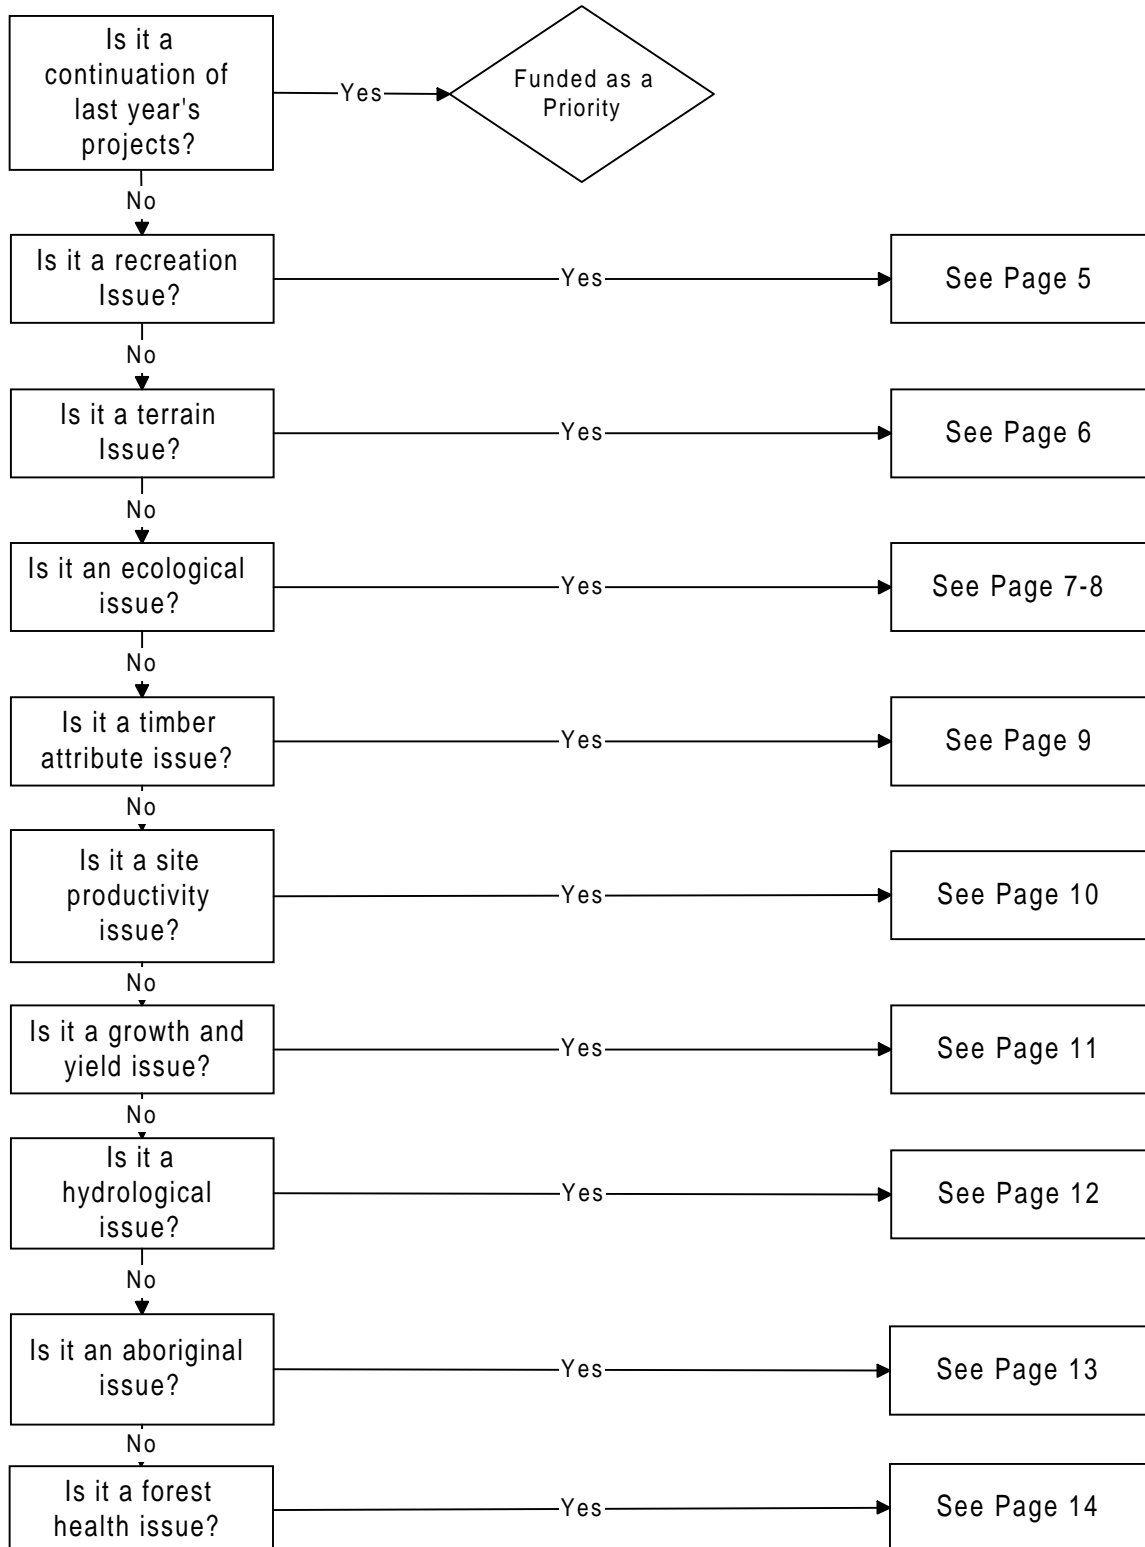 Is it a
continuation of
last year's
projects?
Yes
Funded as a
Priority
No
Is it a recreation
Issue?
Yes
See Page 5
No
Is it a terrain
Issue?
Yes
See Page 6
No
Is it an ecological
issue?
Yes
See Page 7-8
No
Is it a timber
attribute issue?
Yes
See Page 9
No
Is it a site
productivity
issue?
Yes
See Page 10
No
Is it a growth and
yield issue?
Yes
See Page 11
No
Is it a
hydrological
issue?
Yes
See Page 12
No
Is it an aboriginal
issue?
Yes
See Page 13
No
Is it a forest
health issue?
Yes
See Page 14